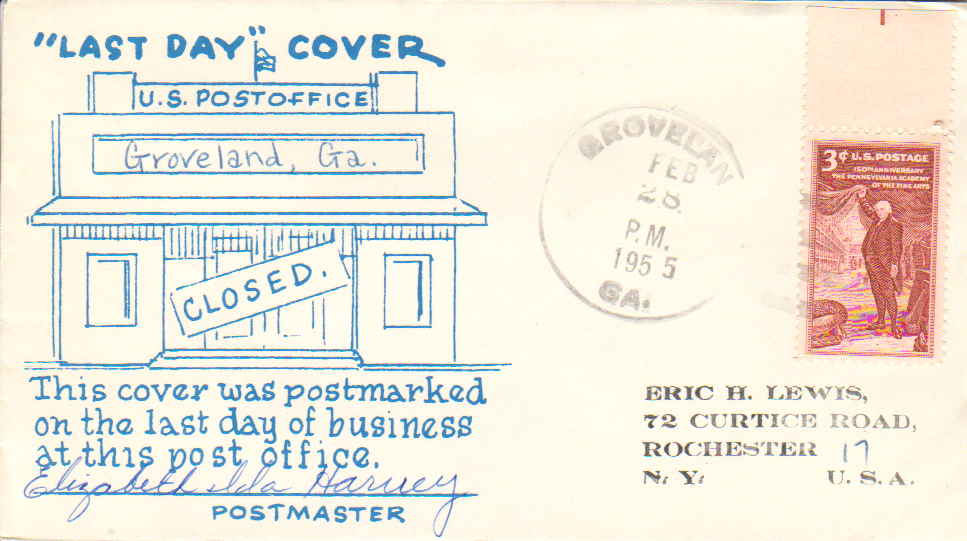 "LAST DAY" COVER
U.S. POSTOFFICE
Groveland, Ga.
CLOSED.
This cover was postmarked
on the last day of business
at this post office.
Elizabeth Ida Harvey
POSTMASTER
GROVELAN
FEB
28.
P.M.
1955
GA.
3¢ U.S. POSTAGE
150TH ANNIVERSARY
THE PENNSYLVANIA ACADEMY
OF THE FINE ARTS
ERIC H. LEWIS,
72 CURTICE ROAD,
ROCHESTER 17
N. Y. U. S. A.